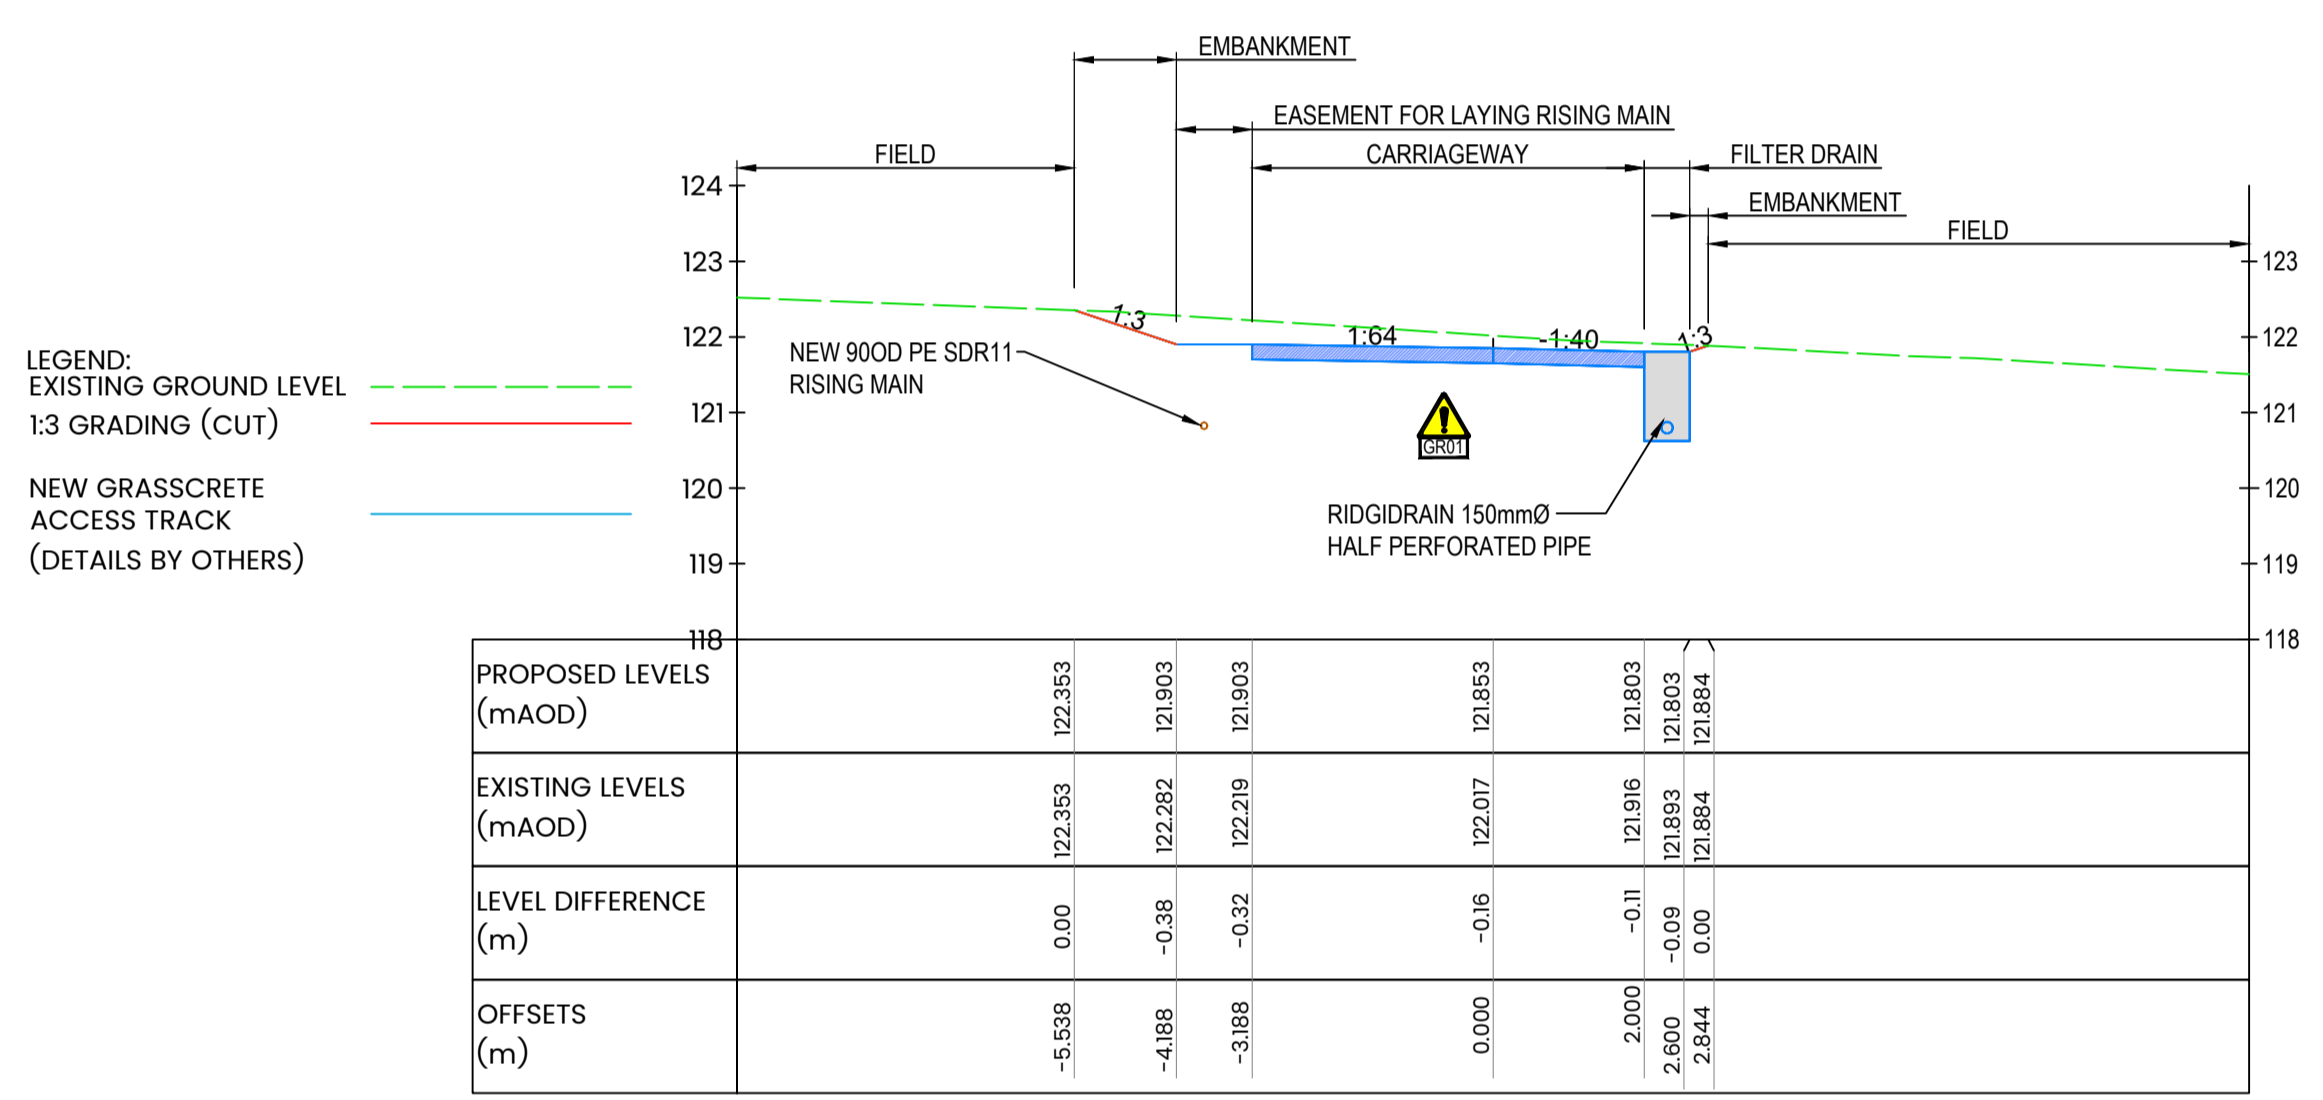 EMBANKMENT
EASEMENT FOR LAYING RISING MAIN
FIELD
CARRIAGEWAY
FILTER DRAIN
EMBANKMENT
FIELD
124
123
122
121
120
119
118
123
122
121
120
119
118
1:3
1:64
-1:40
1:3
NEW 90OD PE SDR11
RISING MAIN
GR01
RIDGIDRAIN 150mmØ
HALF PERFORATED PIPE
LEGEND:
EXISTING GROUND LEVEL
1:3 GRADING (CUT)
NEW GRASSCRETE
ACCESS TRACK
(DETAILS BY OTHERS)
PROPOSED LEVELS
(mAOD)
122.353
121.903
121.903
121.853
121.803
121.803
121.884
EXISTING LEVELS
(mAOD)
122.353
122.282
122.219
122.017
121.916
121.893
121.884
LEVEL DIFFERENCE
(m)
0.00
-0.38
-0.32
-0.16
-0.11
-0.09
0.00
OFFSETS
(m)
-5.538
-4.188
-3.188
0.000
2.000
2.600
2.844